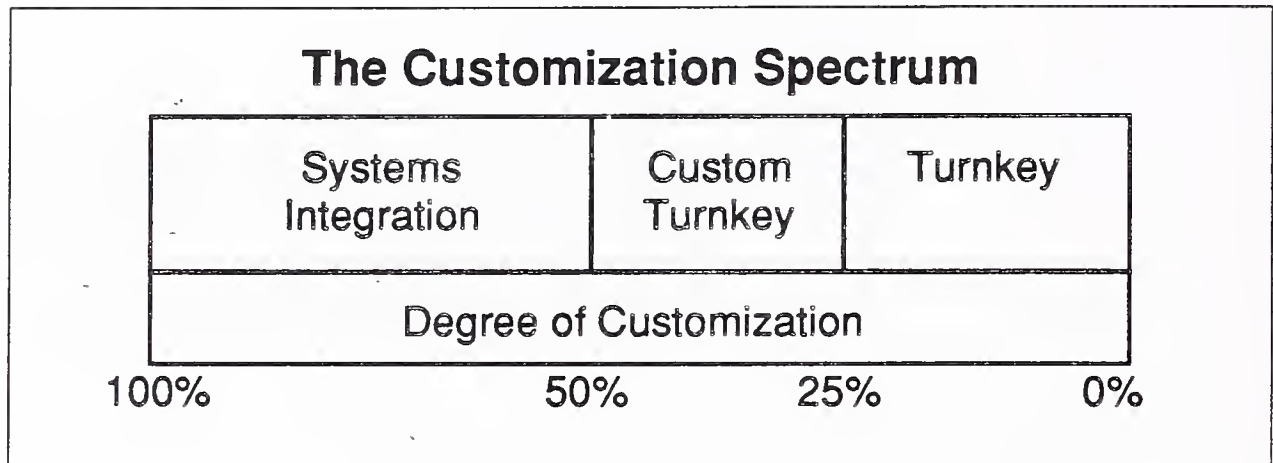 The Customization Spectrum
Systems
Integration
Custom
Turnkey
Turnkey
Degree of Customization
100%
50%
25%
0%